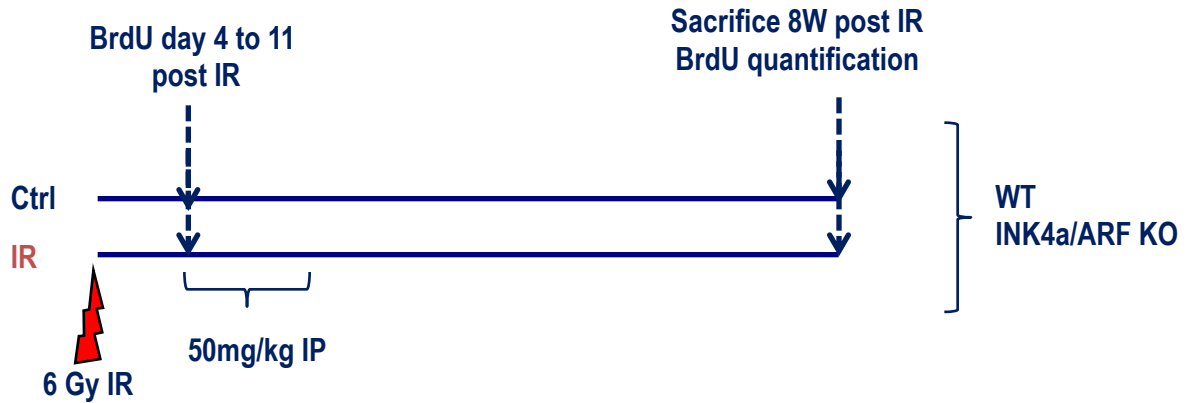 BrdU day 4 to 11
post IR
Sacrifice 8W post IR
BrdU quantification
Ctrl
IR
WT
INK4a/ARF KO
50mg/kg IP
6 Gy IR